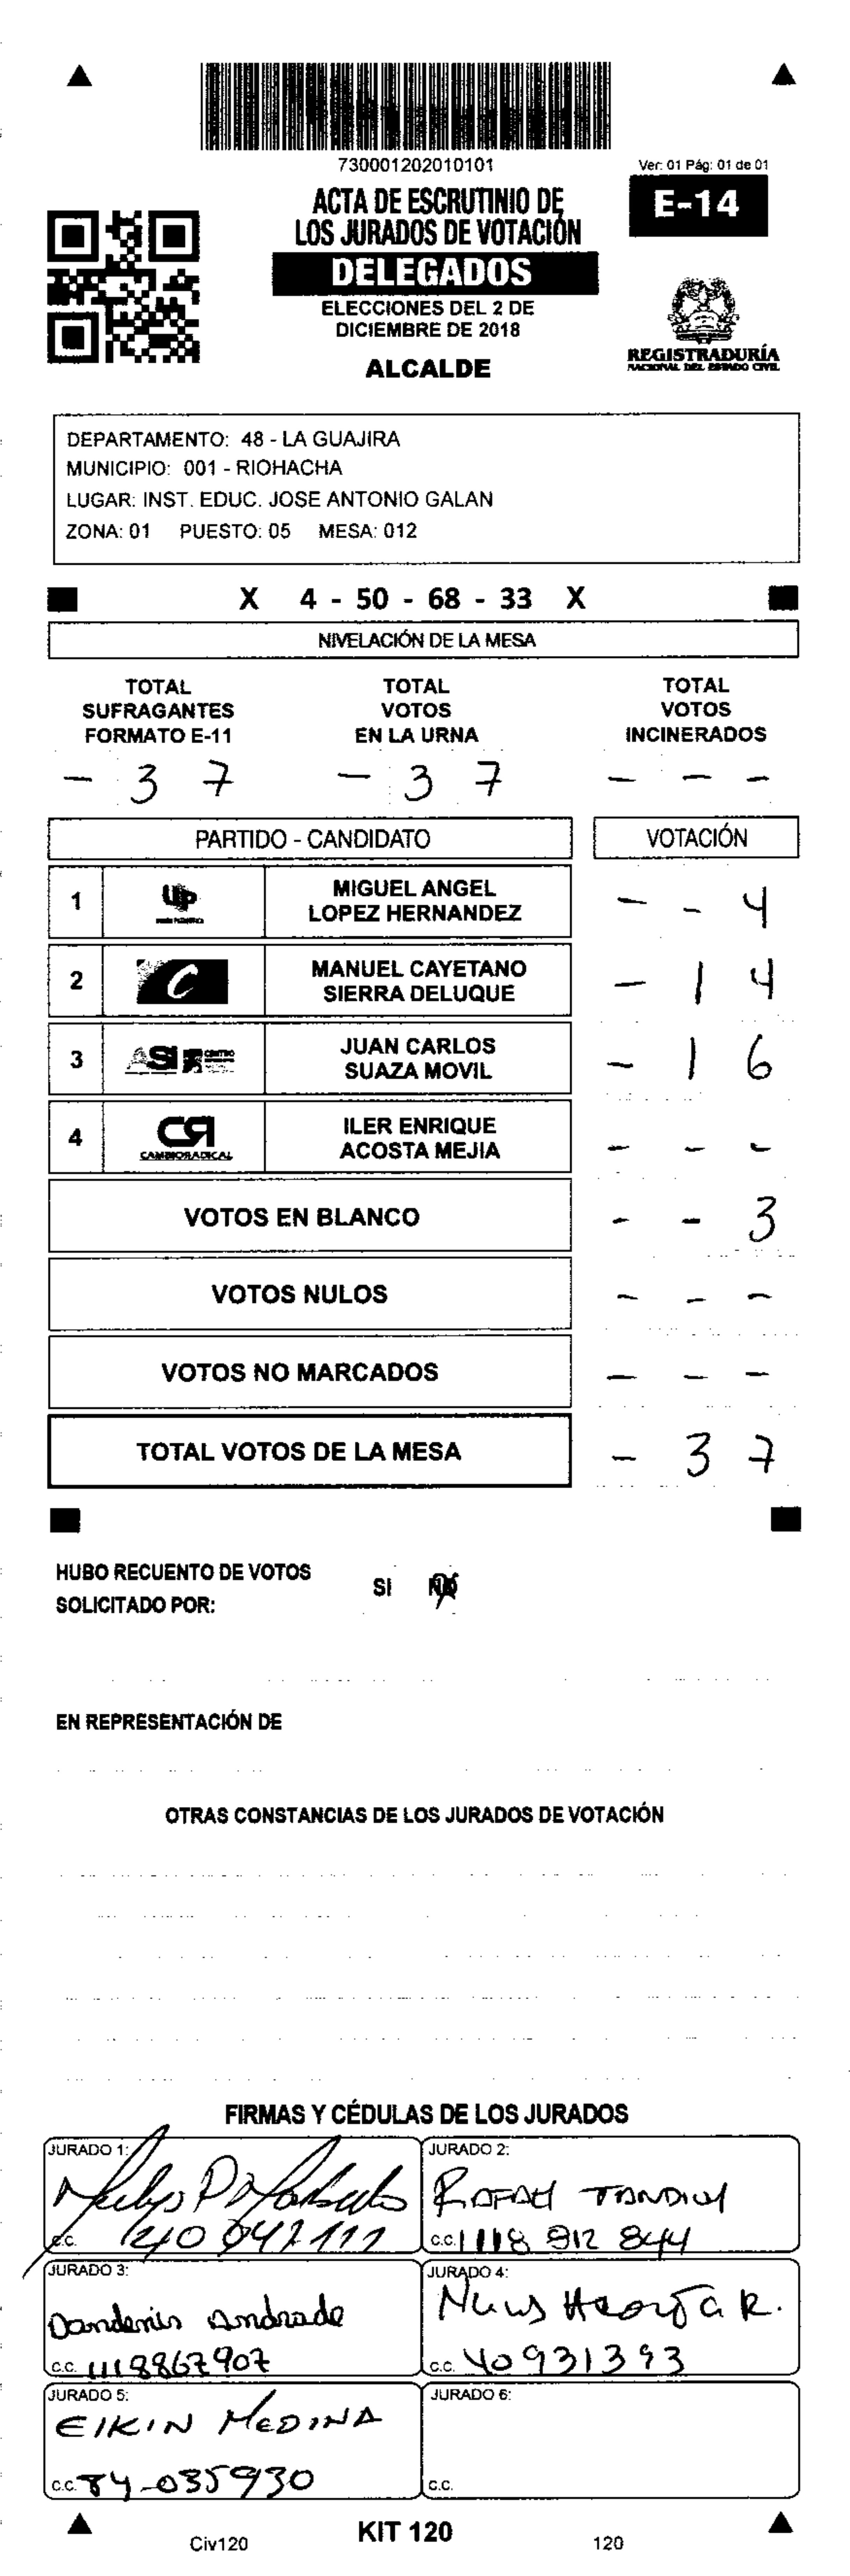 730001202010101
Ver: 01 Pág: 01 de 01
ACTA DE ESCRUTINIO DE
LOS JURADOS DE VOTACIÓN
E-14
DELEGADOS
ELECCIONES DEL 2 DE
DICIEMBRE DE 2018
ALCALDE
REGISTRADURÍA
NACIONAL DEL ESTADO CIVIL
DEPARTAMENTO: 48 - LA GUAJIRA
MUNICIPIO: 001 - RIOHACHA
LUGAR: INST. EDUC. JOSE ANTONIO GALAN
ZONA: 01 PUESTO: 05 MESA: 012
X 4 - 50 - 68 - 33 X
NIVELACIÓN DE LA MESA
TOTAL SUFRAGANTES FORMATO E-11
TOTAL VOTOS EN LA URNA
TOTAL VOTOS INCINERADOS
- 3 7 - 3 7 - - -
PARTIDO - CANDIDATO VOTACIÓN
1 up MIGUEL ANGEL
LOPEZ HERNANDEZ - - 4
2 C MANUEL CAYETANO
SIERRA DELUQUE - 1 4
3 ASI JUAN CARLOS
SUAZA MOVIL - 1 6
4 CR CAMBIO RADICAL ILER ENRIQUE
ACOSTA MEJIA - - -
VOTOS EN BLANCO - - 3
VOTOS NULOS - - -
VOTOS NO MARCADOS - - -
TOTAL VOTOS DE LA MESA - 3 7
HUBO RECUENTO DE VOTOS SI NO
SOLICITADO POR:
EN REPRESENTACIÓN DE
OTRAS CONSTANCIAS DE LOS JURADOS DE VOTACIÓN
FIRMAS Y CÉDULAS DE LOS JURADOS
JURADO 1:
c.c.
JURADO 2:
c.c. 1118 812 844
JURADO 3:
Dandenis Andrade
c.c. 1118867907
JURADO 4:
c.c. 40931393
JURADO 5:
EIKIN MEDINA
c.c. 84-035930
JURADO 6:
c.c.
Civ120 KIT 120 120